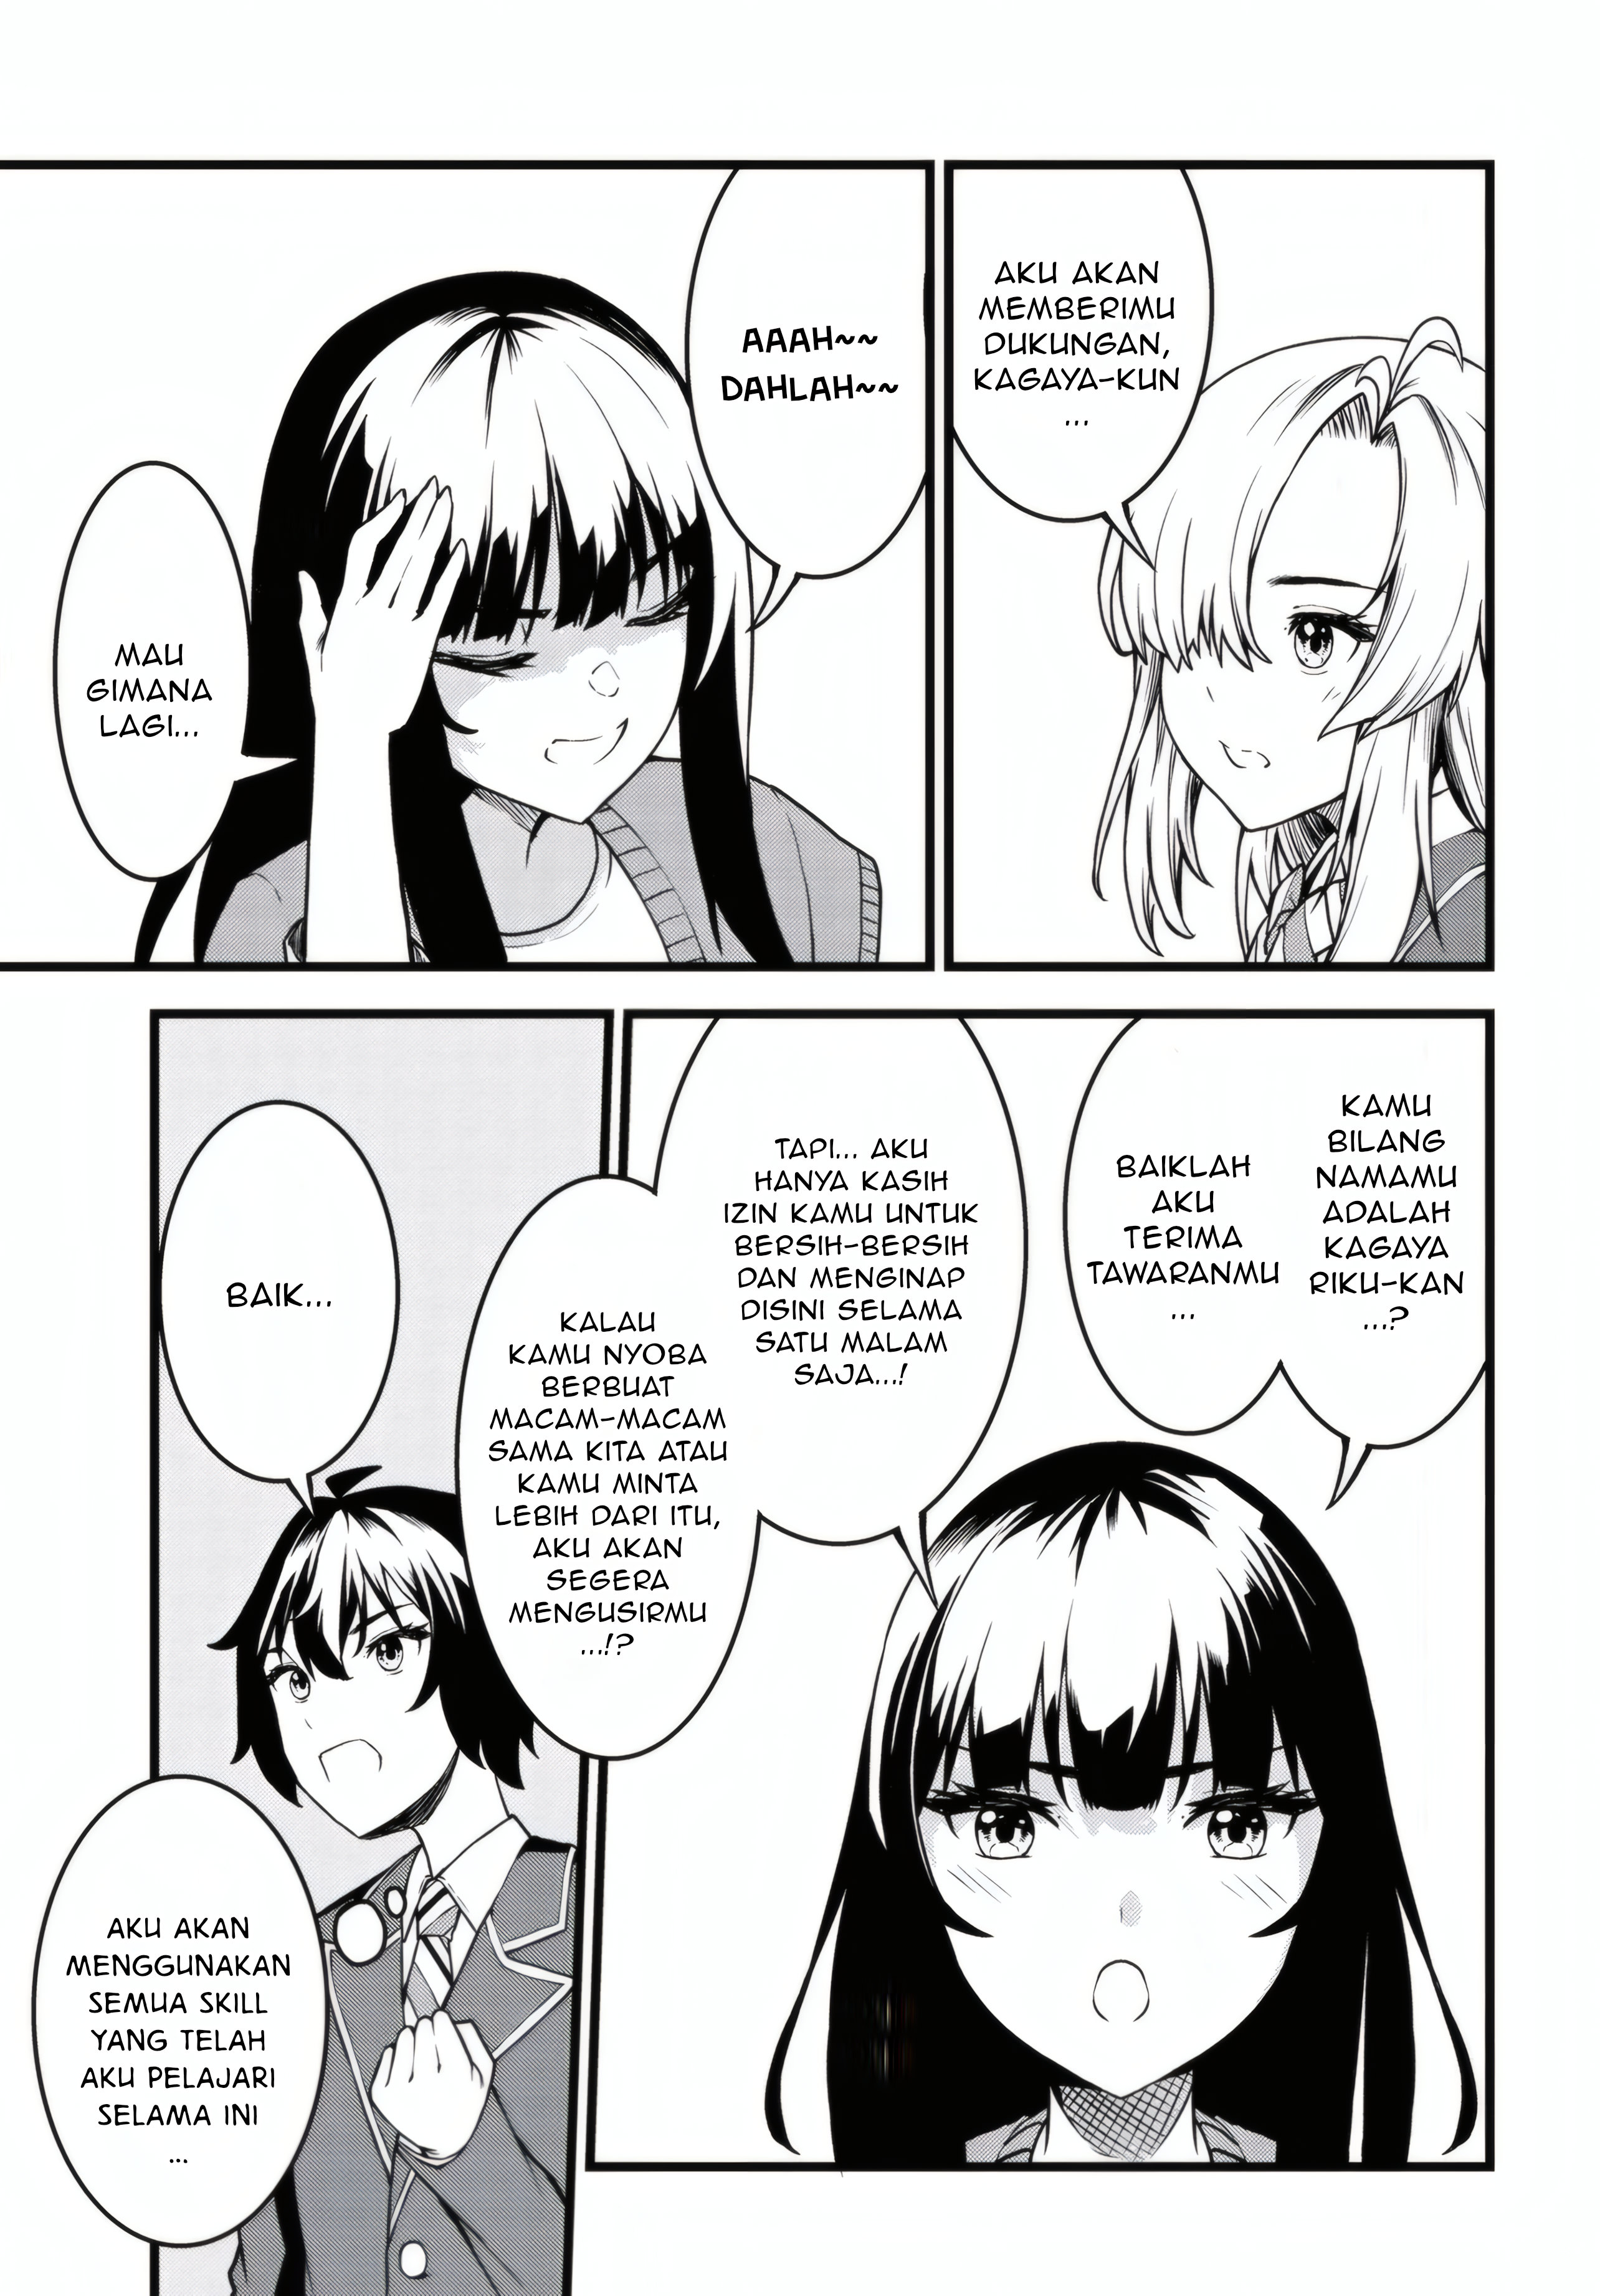 AKU AKAN
MEMBERIMU
DUKUNGAN,
KAGAYA-KUN
...
AAAH~~
DAHLAH~~
MAU
GIMANA
LAGI...
KAMU
BILANG
NAMAMU
ADALAH
KAGAYA
RIKU-KAN
...?
BAIKLAH
AKU
TERIMA
TAWARANMU
...
TAPI... AKU
HANYA KASIH
IZIN KAMU UNTUK
BERSIH-BERSIH
DAN MENGINAP
DISINI SELAMA
SATU MALAM
SAJA...!
KALAU
KAMU NYOBA
BERBUAT
MACAM-MACAM
SAMA KITA ATAU
KAMU MINTA
LEBIH DARI ITU,
AKU AKAN
SEGERA
MENGUSIRMU
...!?
BAIK...
AKU AKAN
MENGGUNAKAN
SEMUA SKILL
YANG TELAH
AKU PELAJARI
SELAMA INI
...